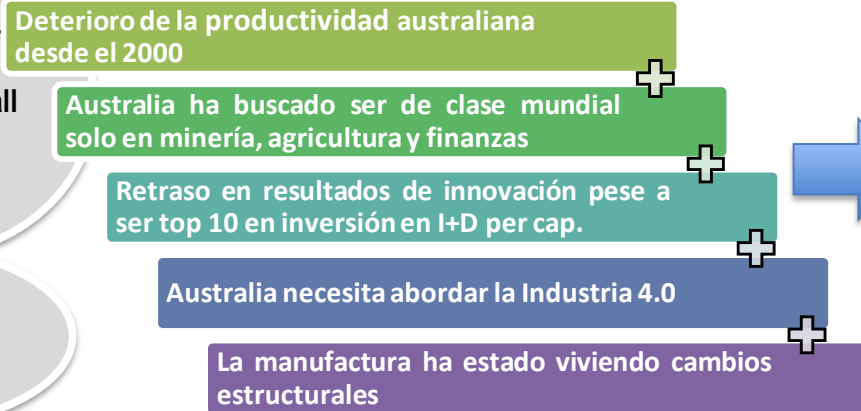 Deterioro de la productividad australiana
desde el 2000
all
Australia ha buscado ser de clase mundial
solo en minería, agricultura y finanzas
Retraso en resultados de innovación pese a
ser top 10 en inversión en I+D per cap.
Australia necesita abordar la Industria 4.0
La manufactura ha estado viviendo cambios
estructurales